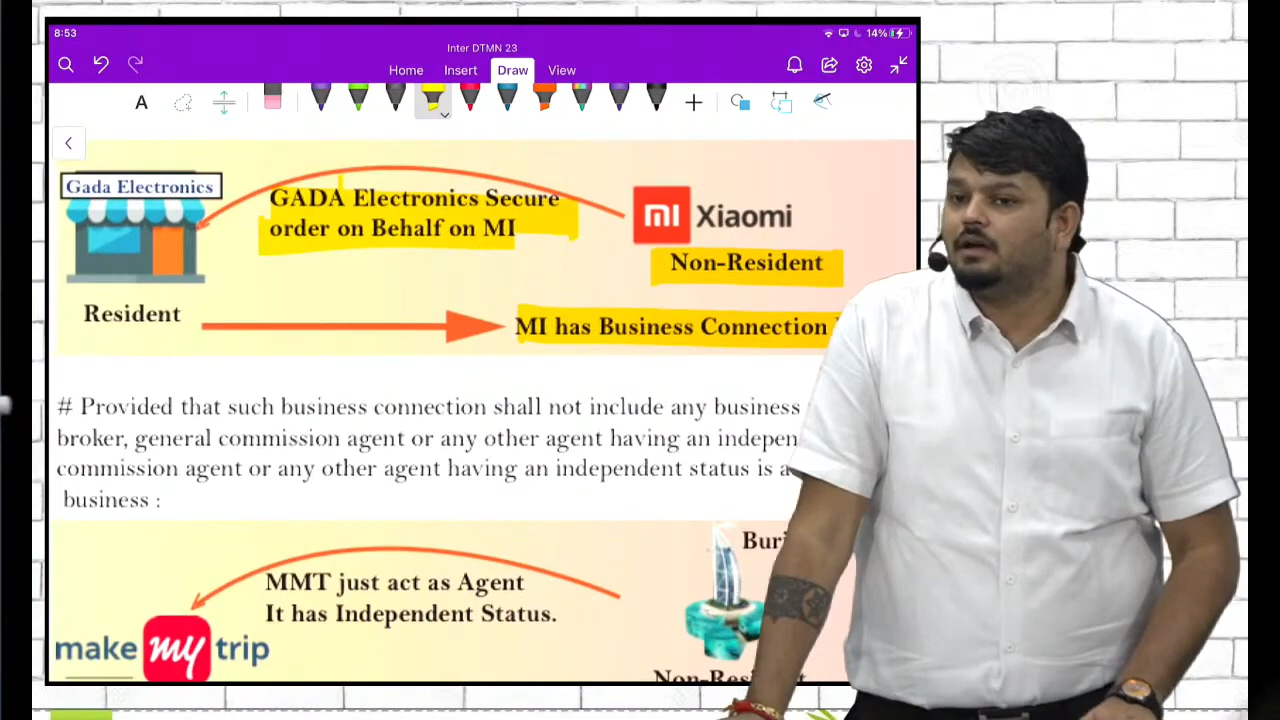 8:53
14%
Inter DTMN 23
Home Insert Draw View
A
Gada Electronics
GADA Electronics Secure
order on Behalf on MI
mi Xiaomi
Non-Resident
Resident
MI has Business Connection
# Provided that such business connection shall not include any business
broker, general commission agent or any other agent having an
commission agent or any other agent having an independent status is
business :
MMT just act as Agent
It has Independent Status.
make my trip